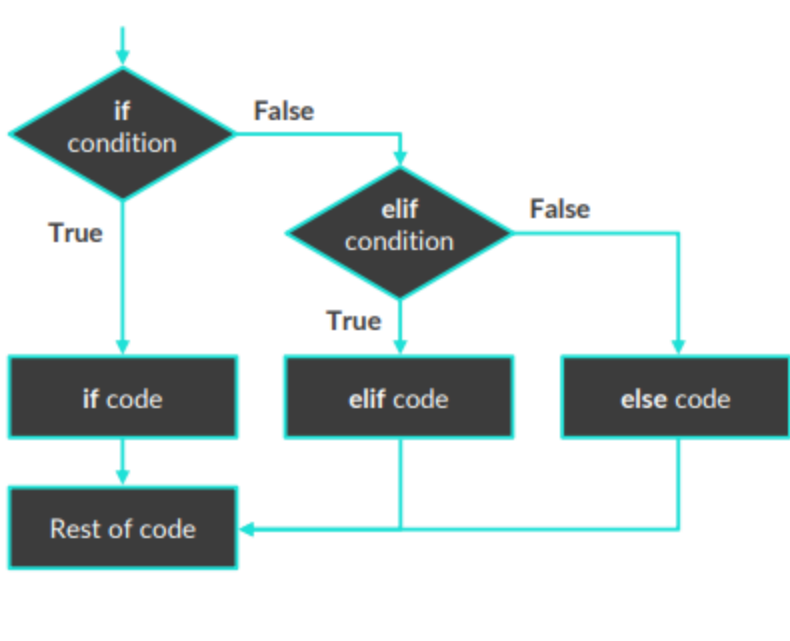 if
condition
False
True
elif
condition
False
True
if code
elif code
else code
Rest of code